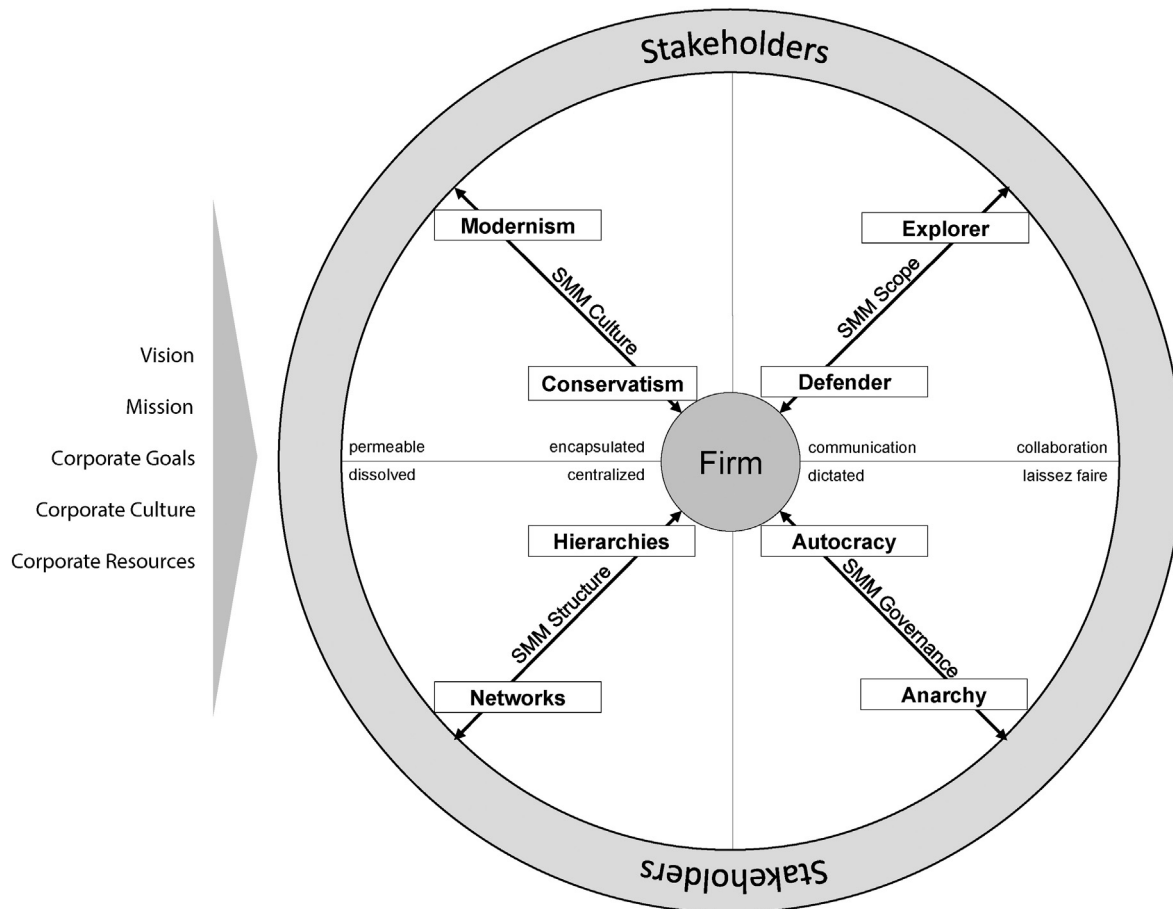 Stakeholders
Modernism
Explorer
SMM Culture
SMM Scope
Conservatism
Defender
Vision
Mission
Corporate Goals
Corporate Culture
Corporate Resources
permeable
encapsulated
communication
collaboration
Firm
dissolved
centralized
dictated
laissez faire
Hierarchies
Autocracy
SMM Structure
SMM Governance
Networks
Anarchy
Stakeholders